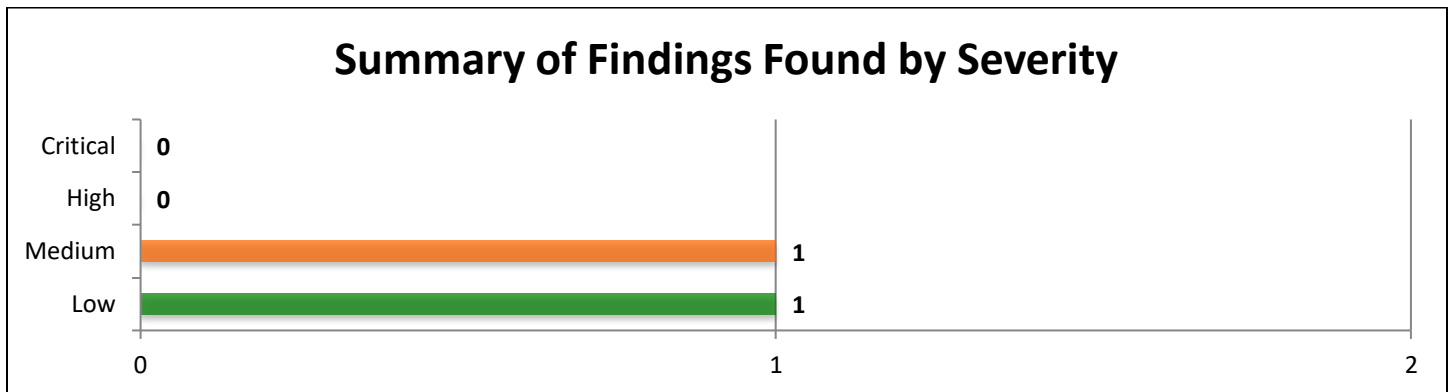 Summary of Findings Found by Severity
Critical 0
High 0
Medium 1
Low 1
0 1 2